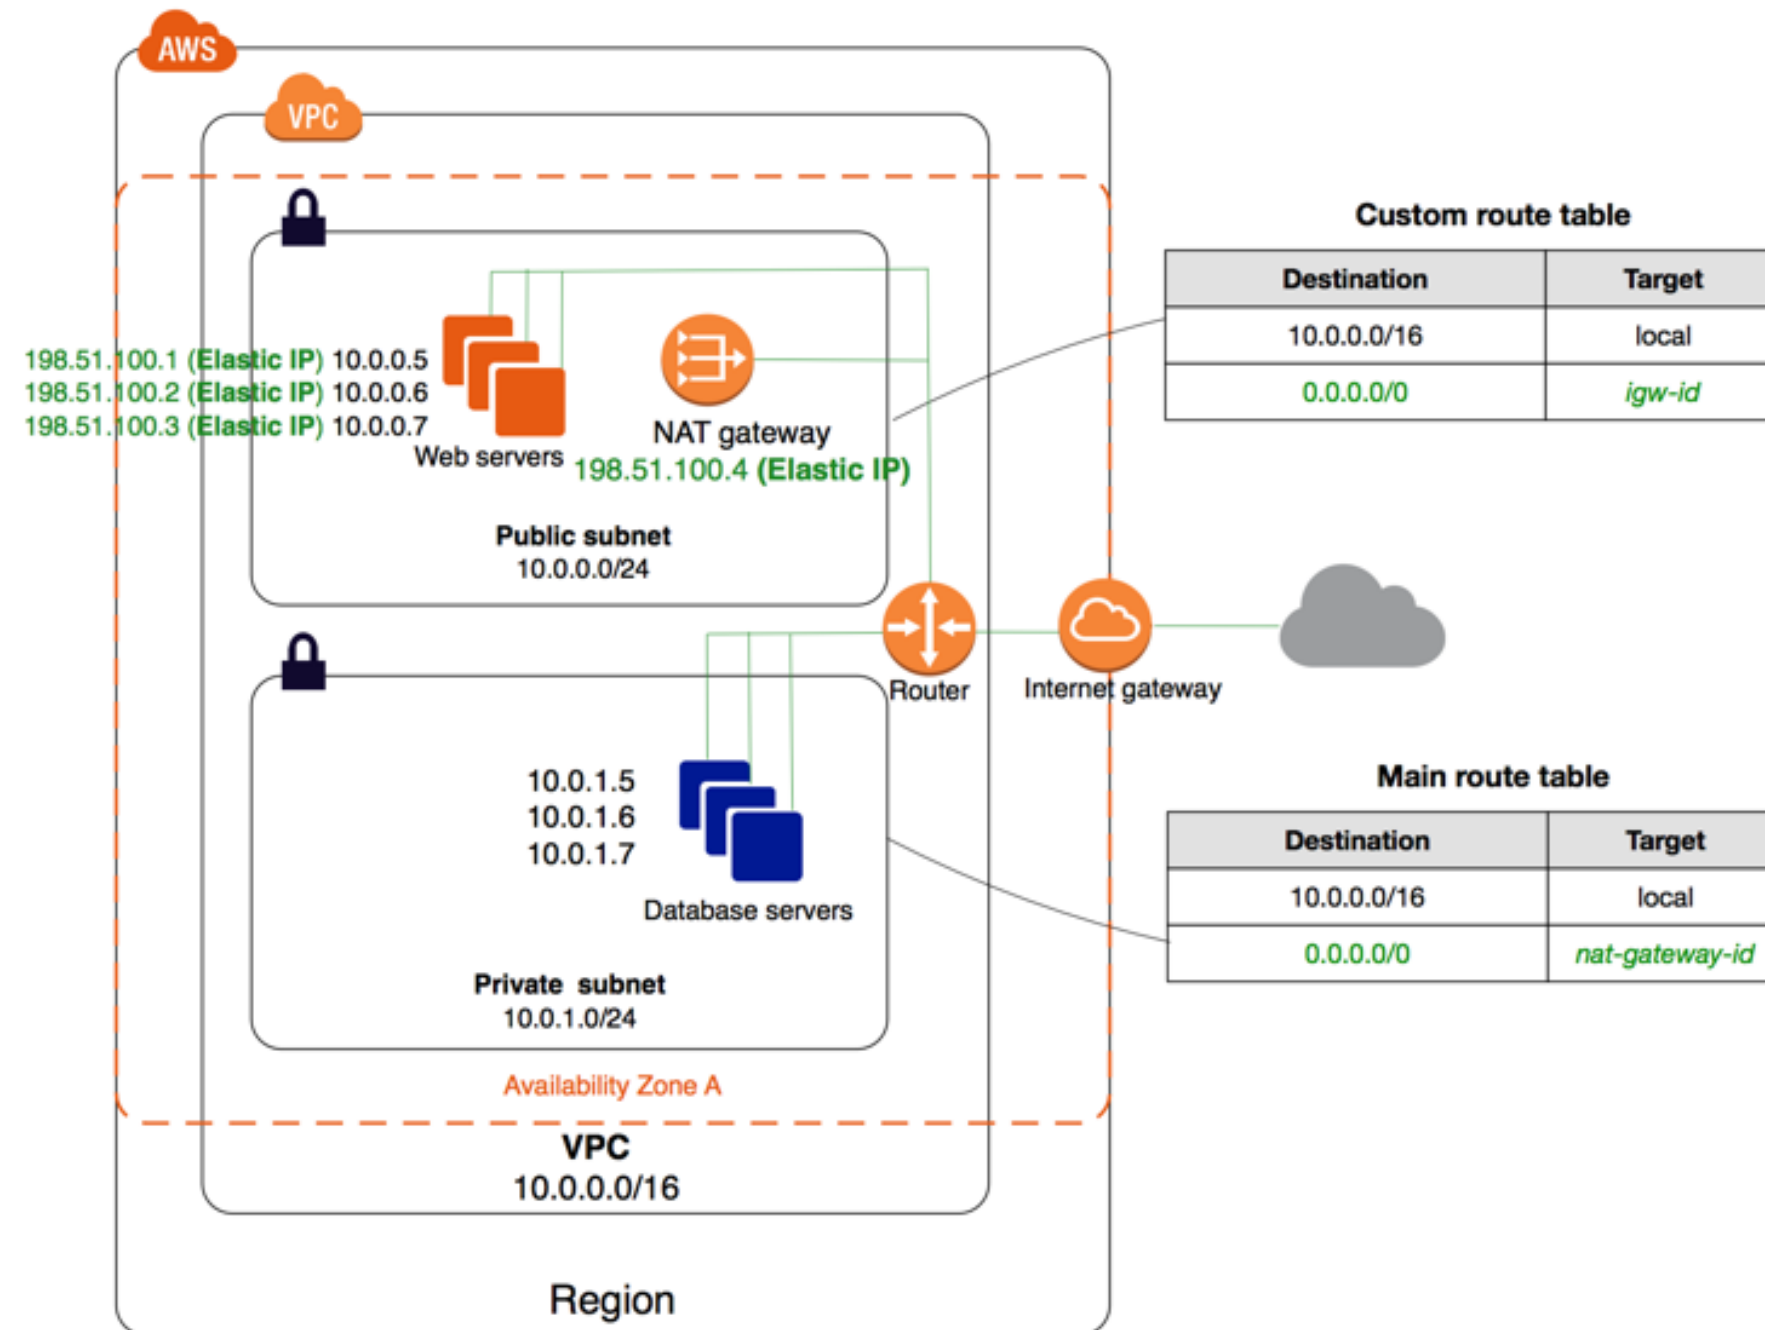 AWS
VPC
198.51.100.1 (Elastic IP) 10.0.0.5
198.51.100.2 (Elastic IP) 10.0.0.6
198.51.100.3 (Elastic IP) 10.0.0.7
Web servers
NAT gateway
198.51.100.4 (Elastic IP)
Public subnet
10.0.0.0/24
Router
Internet gateway
10.0.1.5
10.0.1.6
10.0.1.7
Database servers
Private subnet
10.0.1.0/24
Availability Zone A
VPC
10.0.0.0/16
Region
Custom route table
Destination Target
10.0.0.0/16 local
0.0.0.0/0 igw-id
Main route table
Destination Target
10.0.0.0/16 local
0.0.0.0/0 nat-gateway-id